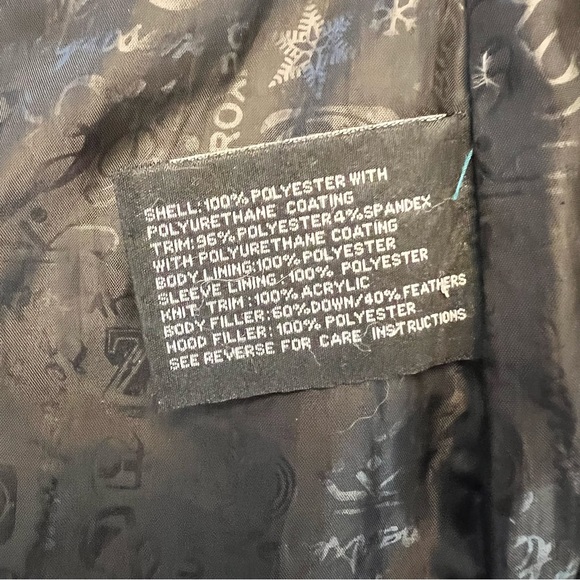 SHELL:100% POLYESTER WITH
POLYURETHANE COATING
TRIM:96% POLYESTER 4% SPANDEX
WITH POLYURETHANE COATING
BODY LINING:100% POLYESTER
SLEEVE LINING:100% POLYESTER
KNIT TRIM:100% ACRYLIC
BODY FILLER:60%DOWN/40%FEATHERS
HOOD FILLER:100% POLYESTER
SEE REVERSE FOR CARE INSTRUCTIONS